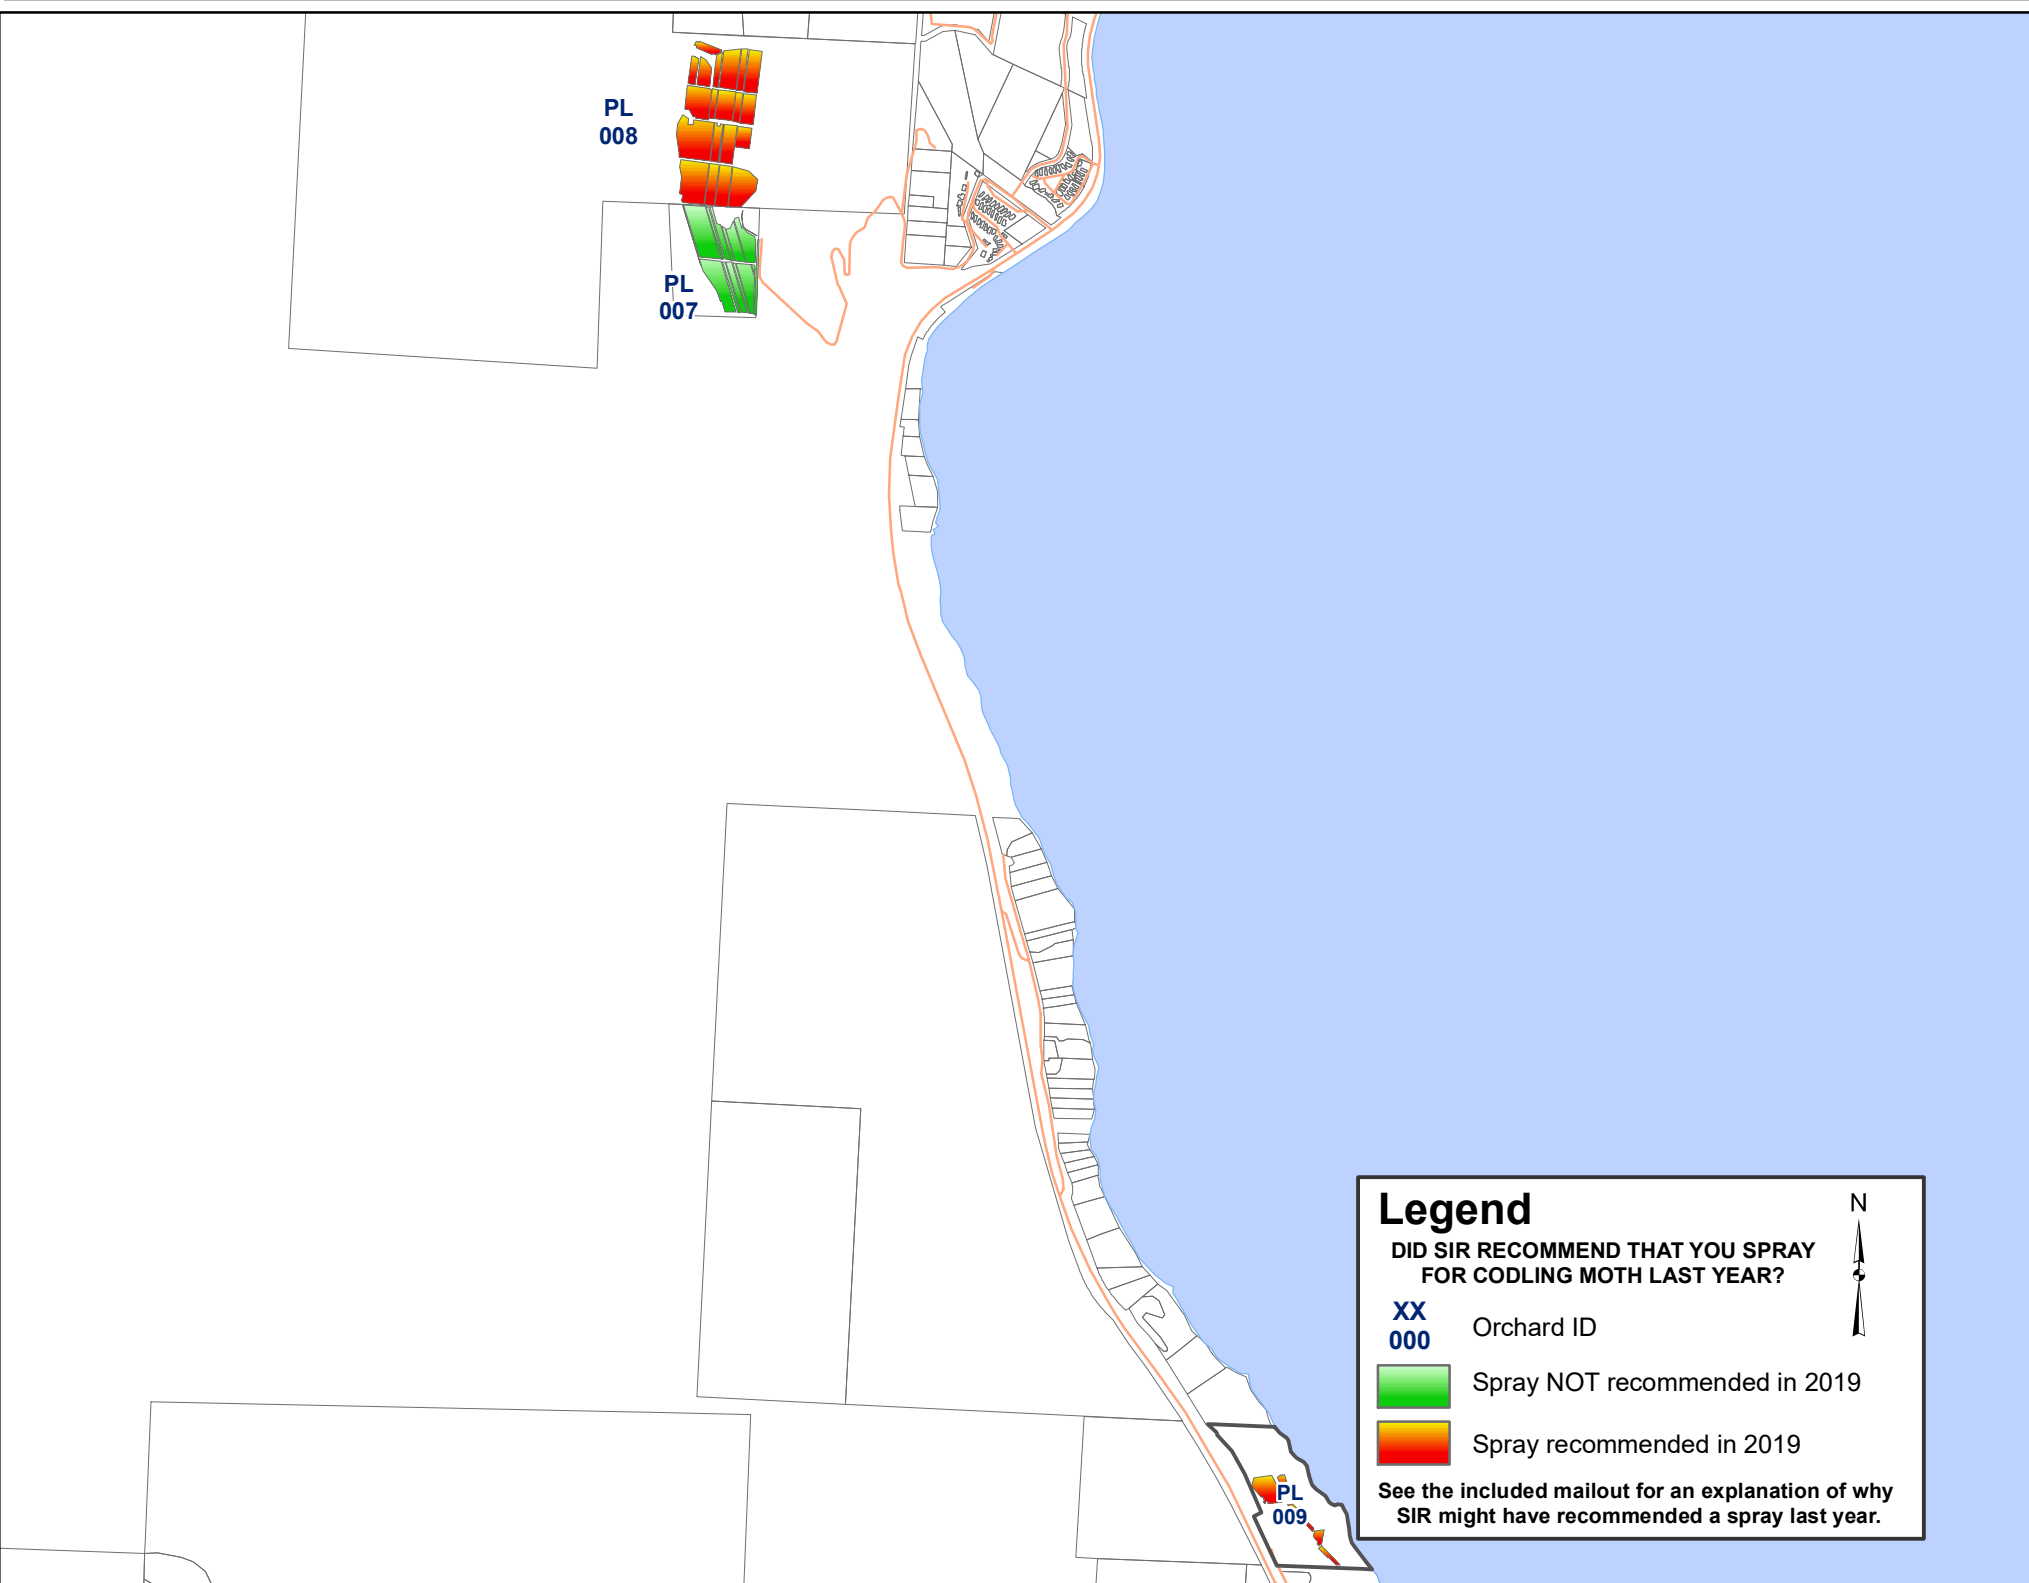 PL
008
PL
007
Legend
N
DID SIR RECOMMEND THAT YOU SPRAY
FOR CODLING MOTH LAST YEAR?
XX
000
Orchard ID
Spray NOT recommended in 2019
Spray recommended in 2019
See the included mailout for an explanation of why
SIR might have recommended a spray last year.
PL
009